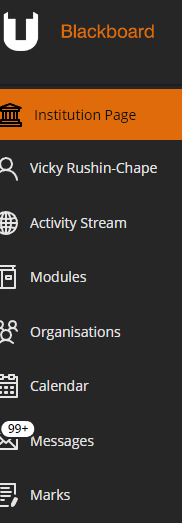 Blackboard
Institution Page
Vicky Rushin-Chape
Activity Stream
Modules
Organisations
Calendar
99+
Messages
Marks